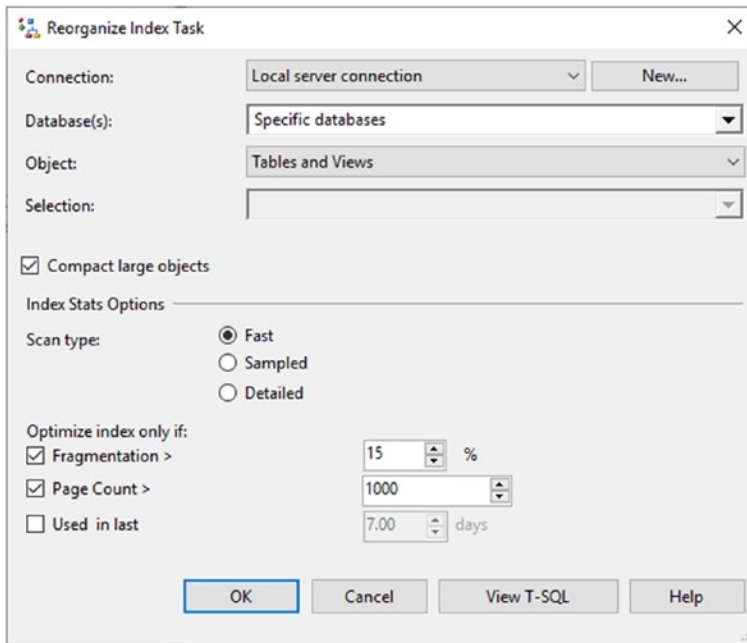 Reorganize Index Task
Connection: Local server connection New...
Database(s): Specific databases
Object: Tables and Views
Selection:
Compact large objects
Index Stats Options
Scan type: Fast
Sampled
Detailed
Optimize index only if:
Fragmentation > 15 %
Page Count > 1000
Used in last 7.00 days
OK Cancel View T-SQL Help